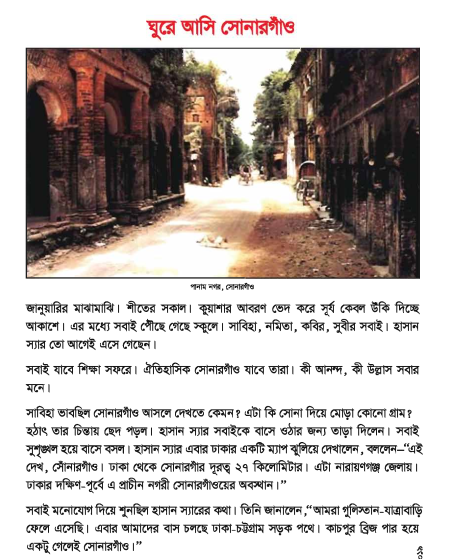 ঘুরে আসি সোনারগাঁও
পানাম নগর, সোনারগাঁও
জানুয়ারির মাঝামাঝি। শীতের সকাল। কুয়াশার আবরণ ভেদ করে সূর্য কেবল উঁকি দিচ্ছে
আকাশে। এর মধ্যে সবাই পৌঁছে গেছে স্কুলে। সাবিহা, নমিতা, কবির, সুবীর সবাই। হাসান
স্যার তো আগেই এসে গেছেন।
সবাই যাবে শিক্ষা সফরে। ঐতিহাসিক সোনারগাঁও যাবে তারা। কী আনন্দ, কী উল্লাস সবার
মনে।
সাবিহা ভাবছিল সোনারগাঁও আসলে দেখতে কেমন? এটা কি সোনা দিয়ে মোড়া কোনো গ্রাম?
হঠাৎ তার চিন্তায় ছেদ পড়ল। হাসান স্যার সবাইকে বাসে ওঠার জন্য তাড়া দিলেন। সবাই
সুশৃঙ্খল হয়ে বাসে বসল। হাসান স্যার এবার ঢাকার একটি ম্যাপ ঝুলিয়ে দেখালেন, বললেন–“এই
দেখ, সোঁনারগাও। ঢাকা থেকে সোনারগাঁর দূরত্ব ২৭ কিলোমিটার। এটা নারায়ণগঞ্জ জেলায়।
ঢাকার দক্ষিণ-পূর্বে এ প্রাচীন নগরী সোনারগাঁওয়ের অবস্থান।”
সবাই মনোযোগ দিয়ে শুনছিল হাসান স্যারের কথা। তিনি জানালেন,“আমরা গুলিস্তান-যাত্রাবাড়ি
ফেলে এসেছি। এবার আমাদের বাস চলছে ঢাকা-চট্টগ্রাম সড়ক পথে। কাচপুর ব্রিজ পার হয়ে
একটু গেলেই সোনারগাঁও।”